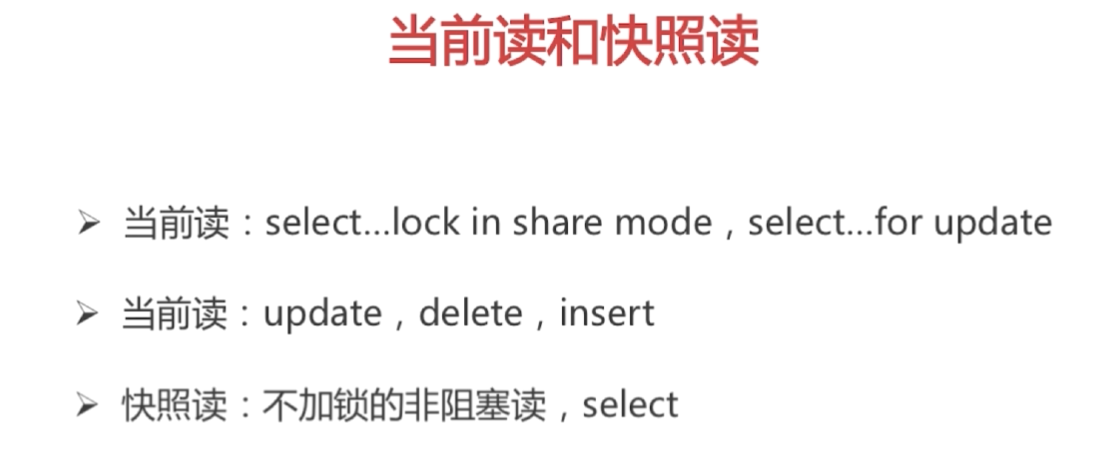 当前读和快照读
➢ 当前读：select...lock in share mode，select...for update
➢ 当前读：update，delete，insert
➢ 快照读：不加锁的非阻塞读，select